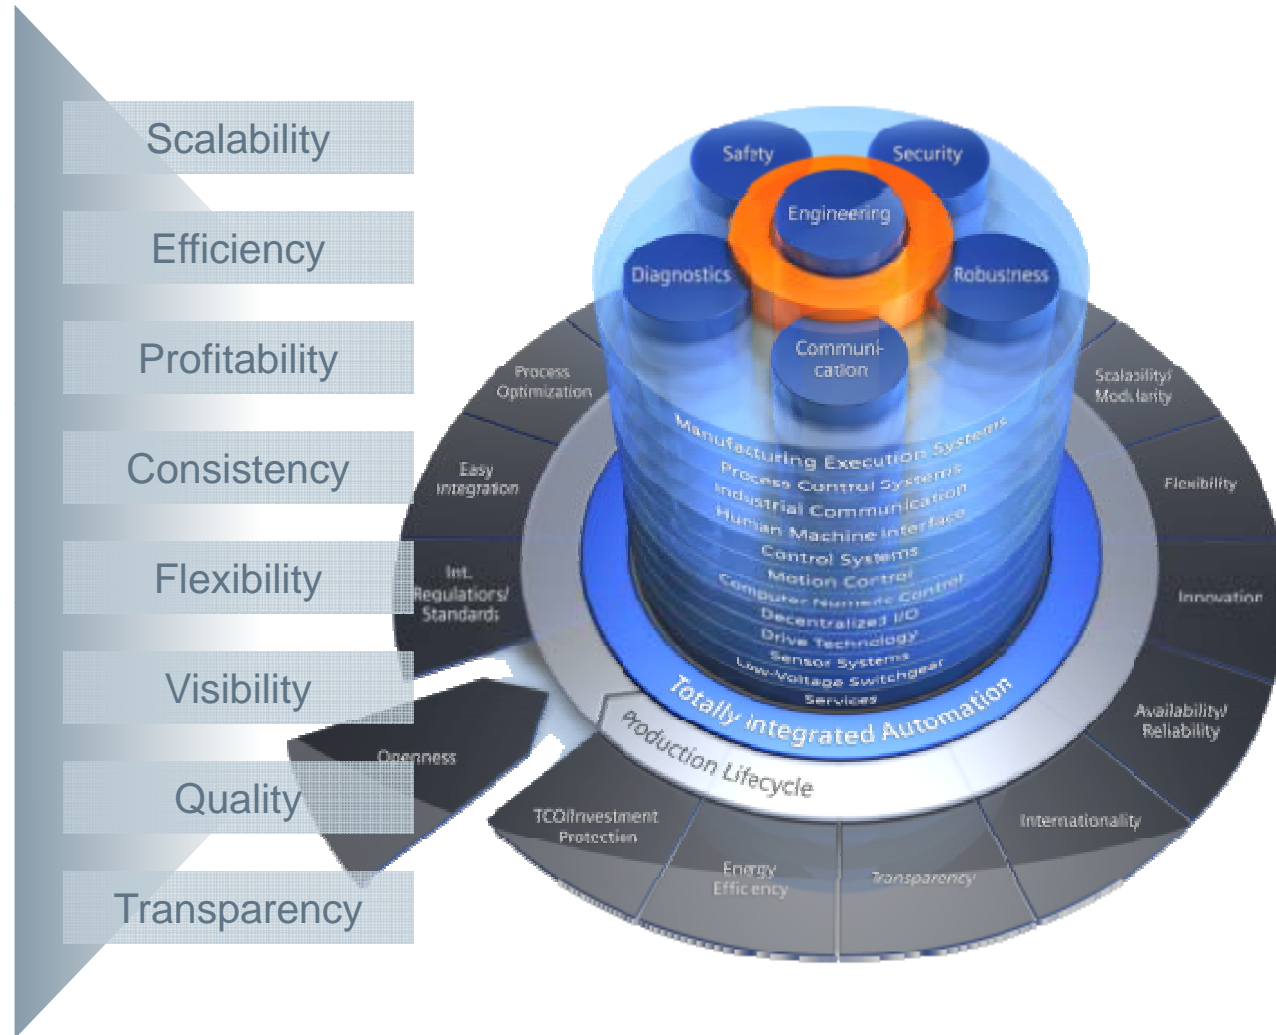 Scalability
Efficiency
Profitability
Consistency
Flexibility
Visibility
Quality
Transparency
Safety
Security
Engineering
Diagnostics
Robustness
Communi-
cation
Manufacturing Execution Systems
Process Control Systems
Industrial Communication
Human Machine Interface
Control Systems
Motion Control
Computer Numeric Control
Decentralized I/O
Drive Technology
Sensor Systems
Low-Voltage Switchgear
Services
Totally integrated Automation
Production Lifecycle
Process
Optimization
Easy
Integration
Int.
Regulations/
Standards
Openness
TCO/Investment
Protection
Energy
Efficiency
Transparency
Internationality
Availability/
Reliability
Innovation
Flexibility
Scalability/
Modularity